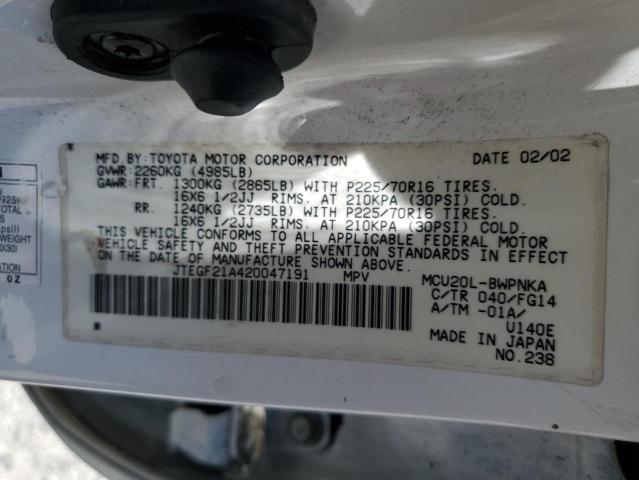 MFD. BY: TOYOTA MOTOR CORPORATION DATE 02/02
GVWR: 2260KG (4985LB)
GAWR: FRT. 1300KG (2865LB) WITH P225/70R16 TIRES.
16X6 1/2JJ RIMS. AT 210KPA (30PSI) COLD.
RR. 1240KG (2735LB) WITH P225/70R16 TIRES.
16X6 1/2JJ RIMS. AT 210KPA (30PSI) COLD.
THIS VEHICLE CONFORMS TO ALL APPLICABLE FEDERAL MOTOR
VEHICLE SAFETY AND THEFT PREVENTION STANDARDS IN EFFECT
ON THE DATE OF MANUFACTURE SHOWN ABOVE.
JTEGF21A420047191 MPV
MCU20L-BWPNKA
C/TR 040/FG14
A/TM -01A/
U140E
MADE IN JAPAN
NO. 238
N
TOTAL
WEIGHT
OZ